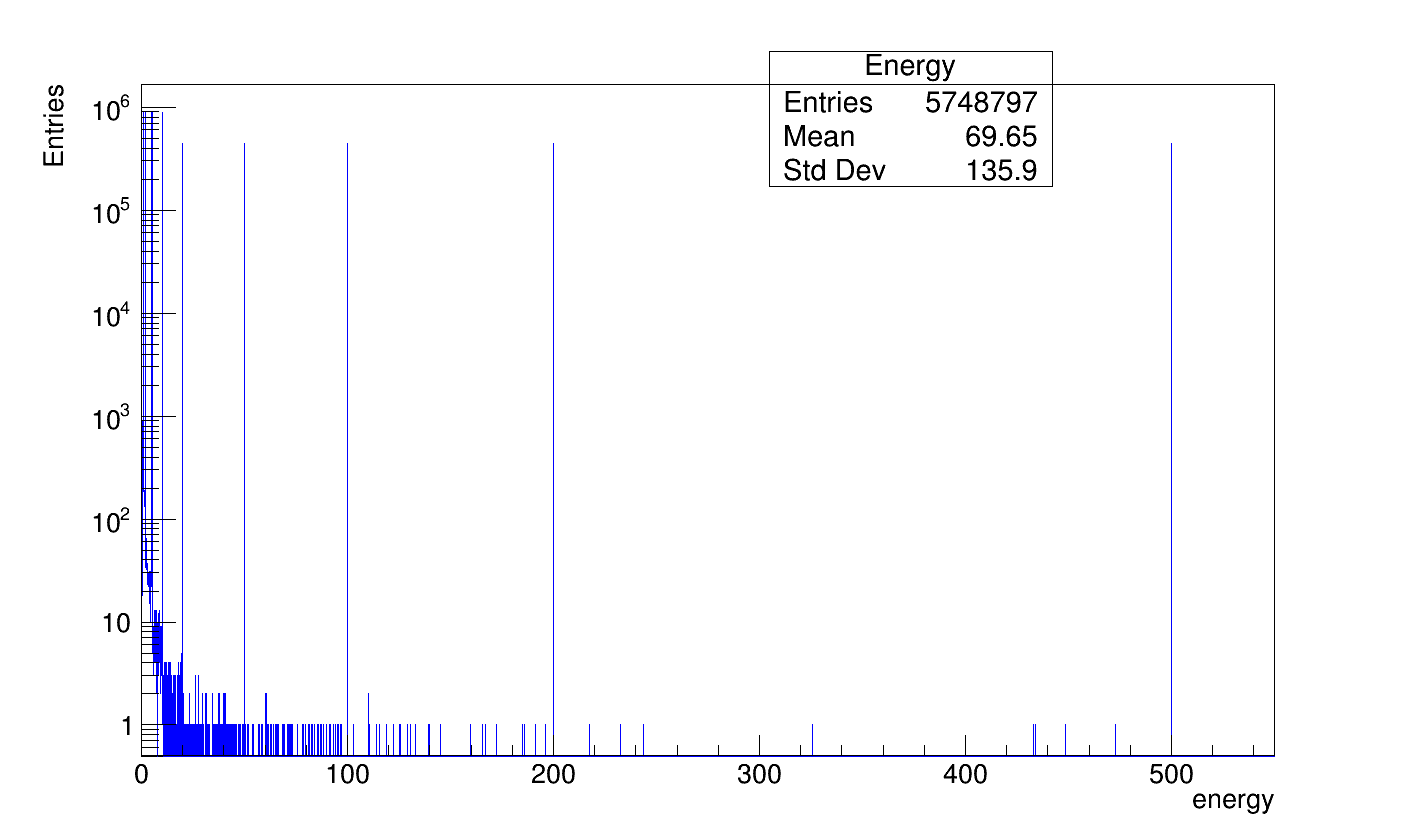 Energy
Entries 5748797
Mean 69.65
Std Dev 135.9
Entries
10^6
10^5
10^4
10^3
10^2
10
1
0 100 200 300 400 500
energy